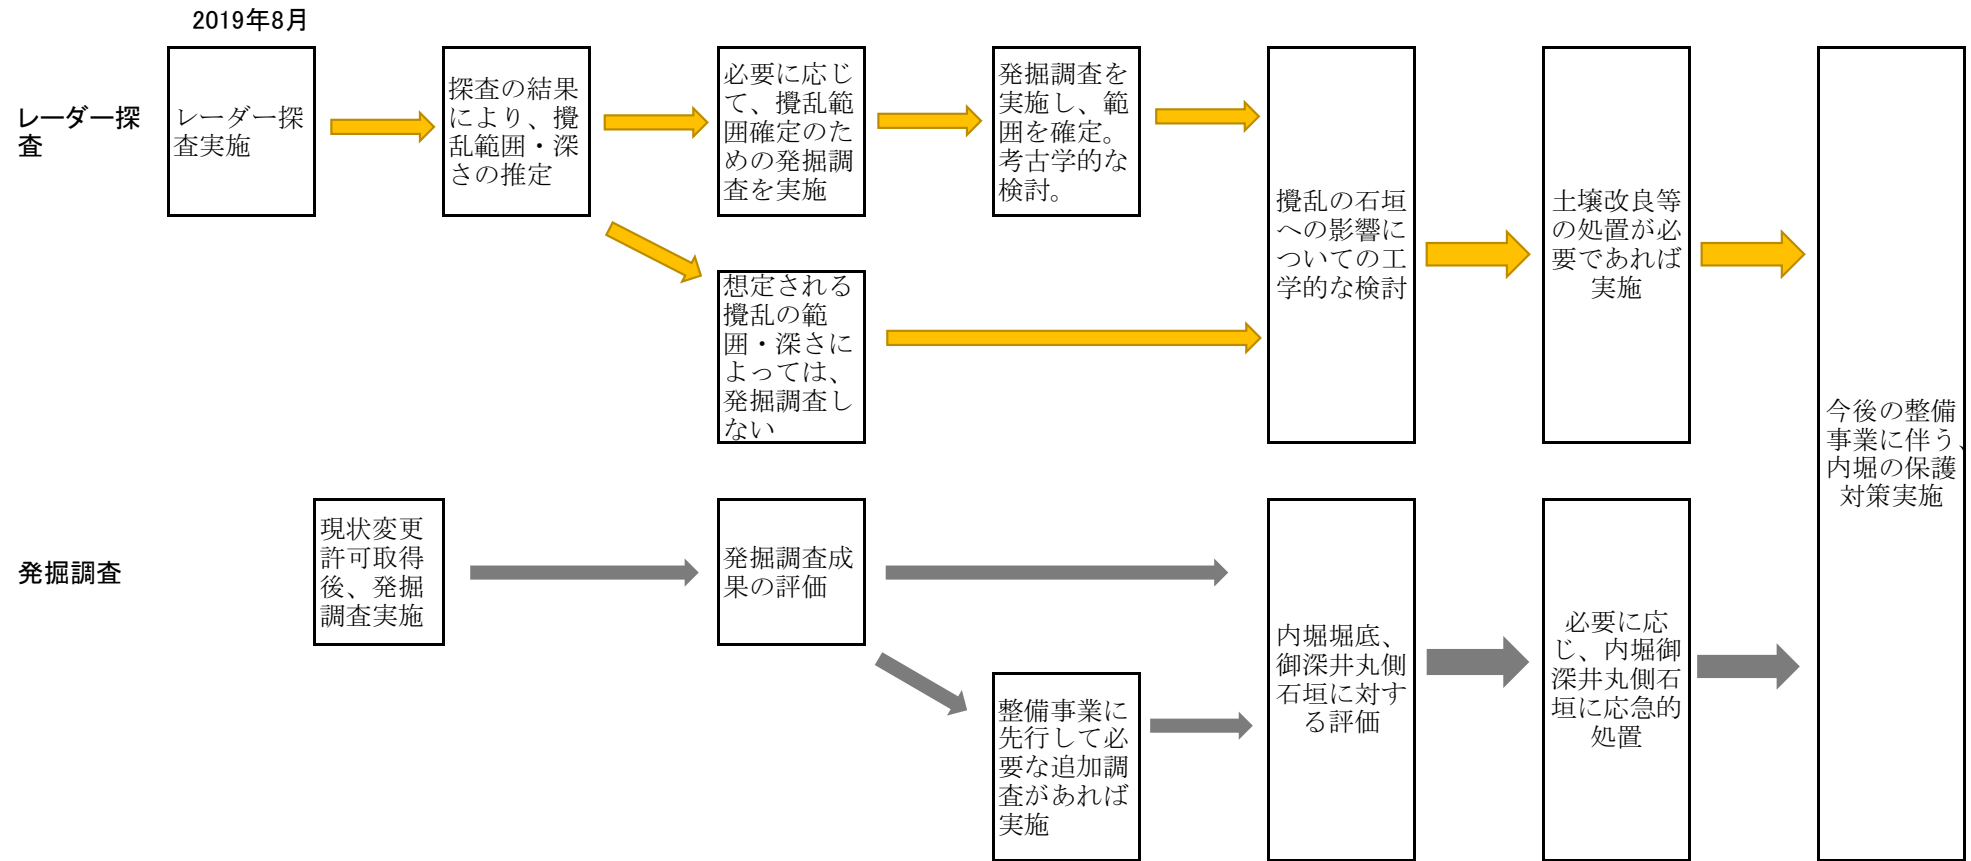 2019年8月
レーダー探
査
レーダー探
査実施
探査の結果
により、攪
乱範囲・深
さの推定
必要に応じ
て、攪乱範
囲確定のた
めの発掘調
査を実施
発掘調査を
実施し、範
囲を確定。
考古学的な
検討。
想定される
攪乱の範
囲・深さに
よっては、
発掘調査し
ない
攪乱の石垣
への影響に
ついての工
学的な検討
土壌改良等
の処置が必
要であれば
実施
今後の整備
事業に伴う、
内堀の保護
対策実施
発掘調査
現状変更
許可取得
後、発掘
調査実施
発掘調査成
果の評価
整備事業に
先行して必
要な追加調
査があれば
実施
内堀堀底、
御深井丸側
石垣に対す
る評価
必要に応
じ、内堀御
深井丸側石
垣に応急的
処置